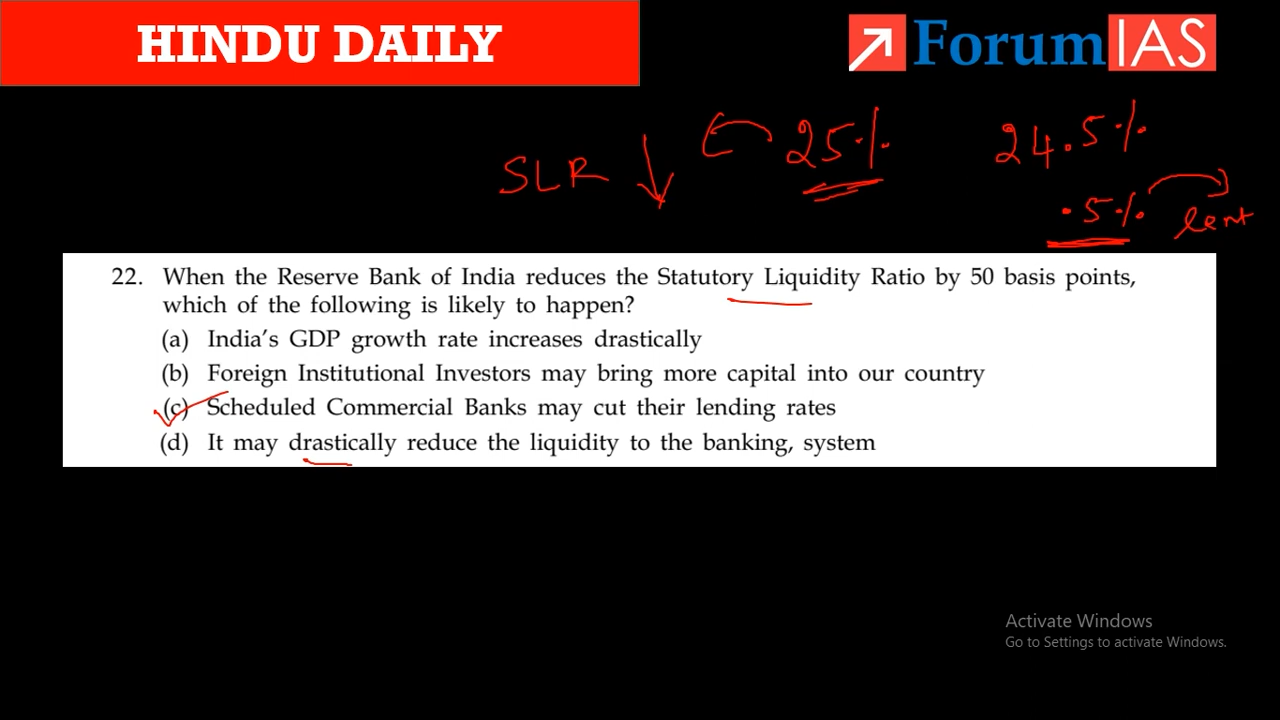 HINDU DAILY
ForumIAS
SLR 25% 24.5%
.5% lent
22. When the Reserve Bank of India reduces the Statutory Liquidity Ratio by 50 basis points,
which of the following is likely to happen?
(a) India's GDP growth rate increases drastically
(b) Foreign Institutional Investors may bring more capital into our country
(c) Scheduled Commercial Banks may cut their lending rates
(d) It may drastically reduce the liquidity to the banking, system
Activate Windows
Go to Settings to activate Windows.